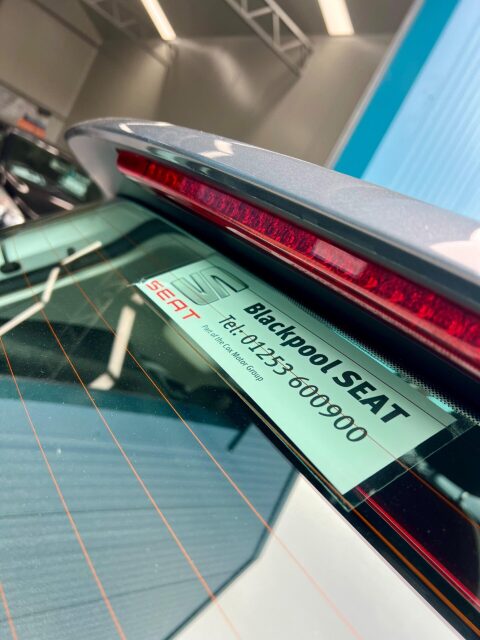 SEAT
Blackpool SEAT
Tel: 01253 600900
Part of the Cox Motor Group